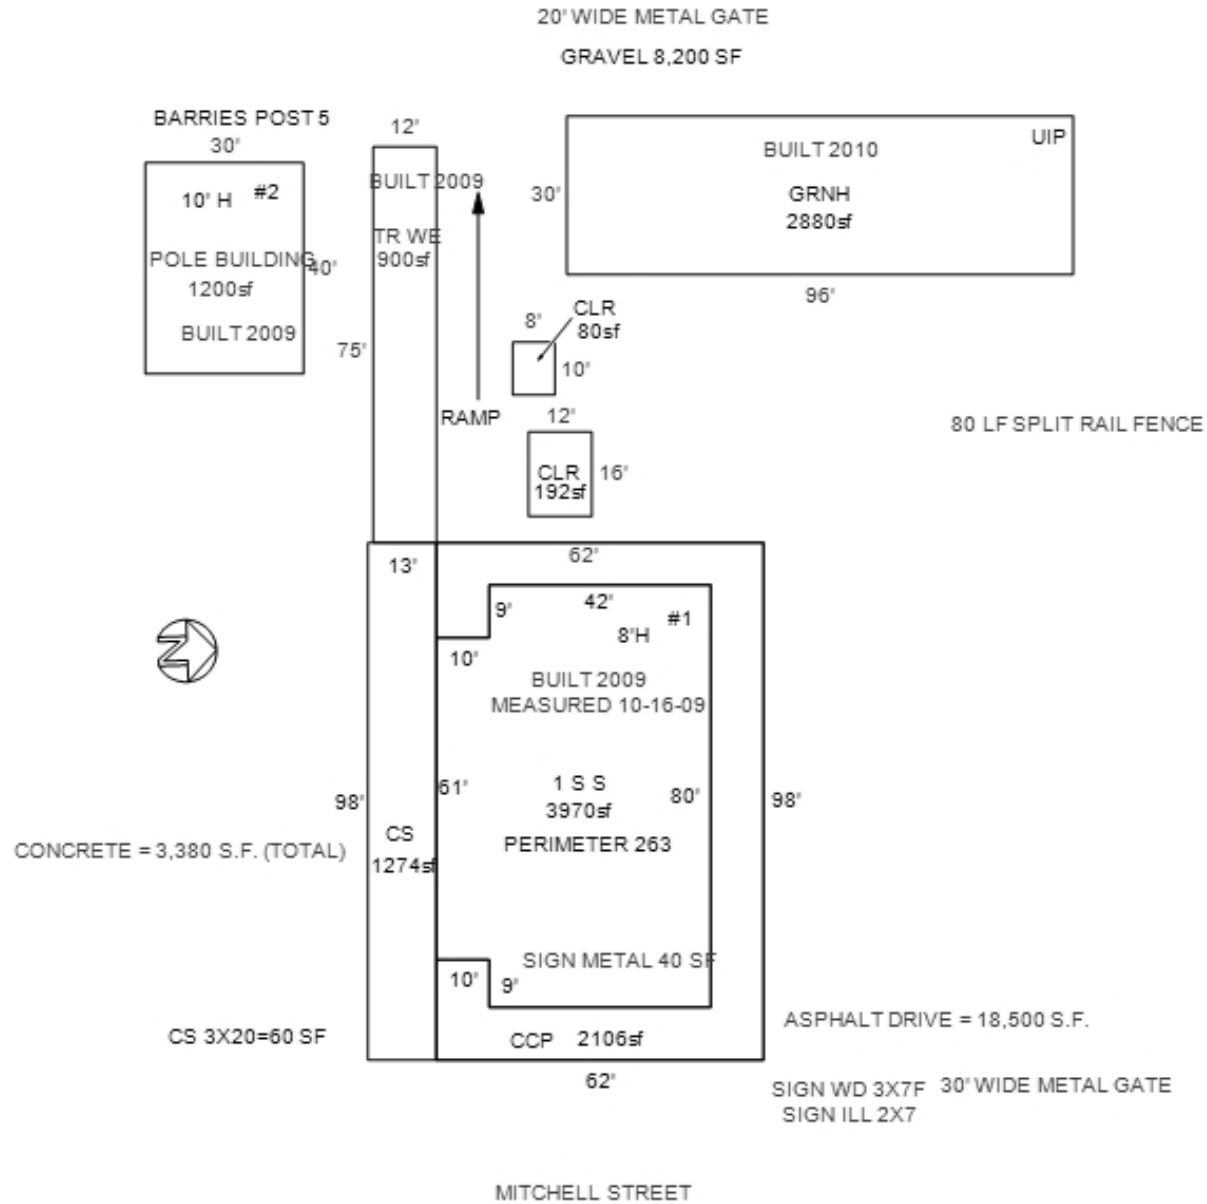 20' WIDE METAL GATE
GRAVEL 8,200 SF
BARRIES POST 5
30'
10' H #2
POLE BUILDING
1200sf
BUILT 2009
40'
12'
BUILT 2009
TR WE
900sf
75'
RAMP
BUILT 2010
UIP
GRNH
2880sf
30'
96'
CLR
80sf
8'
10'
12'
CLR
192sf
16'
80 LF SPLIT RAIL FENCE
13'
62'
9'
42'
#1
8'H
10'
BUILT 2009
MEASURED 10-16-09
N
98'
61'
1 S S
3970sf
80'
98'
PERIMETER 263
CS
1274sf
CONCRETE = 3,380 S.F. (TOTAL)
SIGN METAL 40 SF
10'
9'
CS 3X20=60 SF
CCP 2106sf
62'
ASPHALT DRIVE = 18,500 S.F.
SIGN WD 3X7F
SIGN ILL 2X7
30' WIDE METAL GATE
MITCHELL STREET